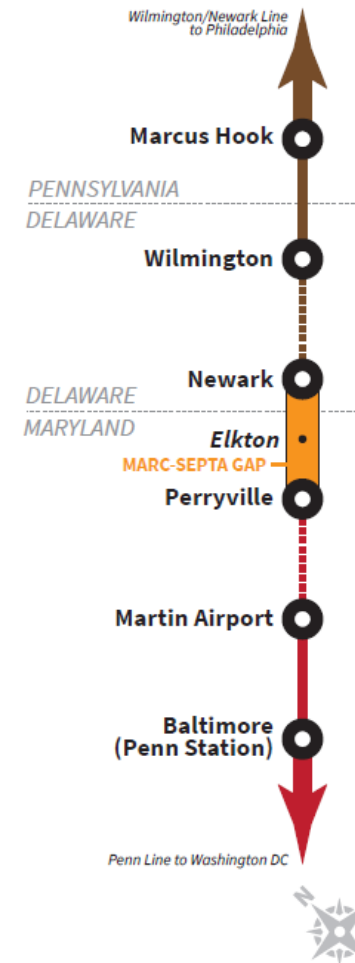 Wilmington/Newark Line
to Philadelphia
Marcus Hook
PENNSYLVANIA
DELAWARE
Wilmington
Newark
DELAWARE
MARYLAND
Elkton
MARC-SEPTA GAP
Perryville
Martin Airport
Baltimore
(Penn Station)
Penn Line to Washington DC
N